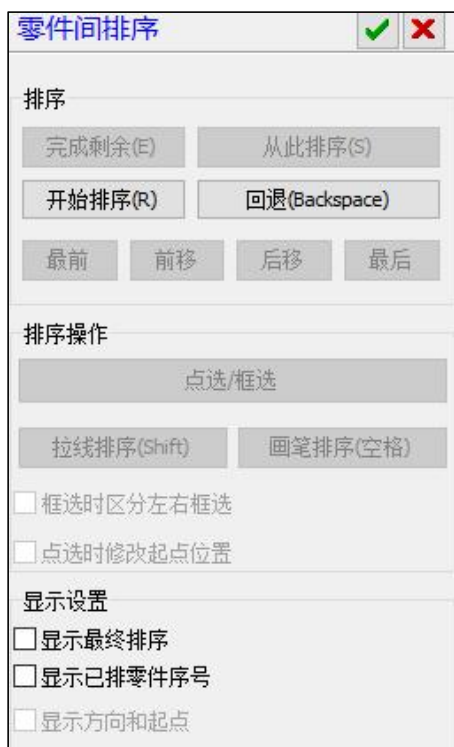 零件间排序
排序
完成剩余(E) 从此排序(S)
开始排序(R) 回退(Backspace)
最前 前移 后移 最后
排序操作
点选/框选
拉线排序(Shift) 画笔排序(空格)
框选时区分左右框选
点选时修改起点位置
显示设置
显示最终排序
显示已排零件序号
显示方向和起点